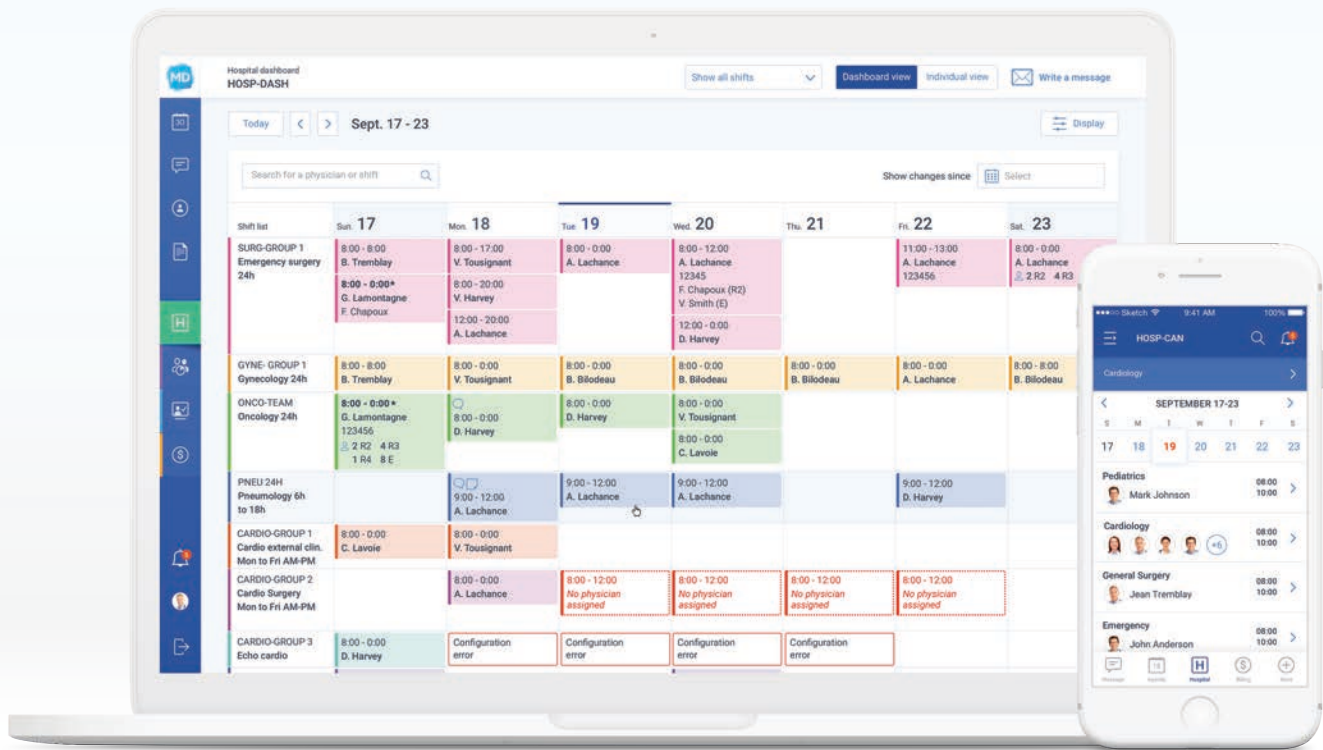 MD
Hospital dashboard
HOSP-DASH
Show all shifts
Dashboard view
Individual view
Write a message
30
Today
Sept. 17 - 23
Display
Search for a physician or shift
Show changes since
Select
Shift list
Sun. 17
Mon. 18
Tue. 19
Wed. 20
Thu. 21
Fri. 22
Sat. 23
SURG-GROUP 1
Emergency surgery
24h
8:00 - 8:00
B. Tremblay
8:00 - 0:00*
G. Lamontagne
F. Chapoux
8:00 - 17:00
V. Tousignant
8:00 - 20:00
V. Harvey
12:00 - 20:00
A. Lachance
8:00 - 0:00
A. Lachance
8:00 - 12:00
A. Lachance
12345
F. Chapoux (R2)
V. Smith (E)
12:00 - 0:00
D. Harvey
11:00 - 13:00
A. Lachance
123456
8:00 - 0:00
A. Lachance
2 R2 4 R3
GYNE- GROUP 1
Gynecology 24h
8:00 - 8:00
B. Tremblay
8:00 - 0:00
V. Tousignant
8:00 - 0:00
B. Bilodeau
8:00 - 0:00
B. Bilodeau
8:00 - 0:00
B. Bilodeau
8:00 - 0:00
A. Lachance
8:00 - 8:00
B. Bilodeau
ONCO-TEAM
Oncology 24h
8:00 - 0:00*
G. Lamontagne
123456
2 R2 4 R3
1 R4 8 E
8:00 - 0:00
D. Harvey
8:00 - 0:00
D. Harvey
8:00 - 0:00
V. Tousignant
8:00 - 0:00
C. Lavoie
PNEU 24H
Pneumology 6h
to 18h
9:00 - 12:00
A. Lachance
9:00 - 12:00
A. Lachance
9:00 - 12:00
A. Lachance
9:00 - 12:00
D. Harvey
CARDIO-GROUP 1
Cardio external clin.
Mon to Fri AM-PM
8:00 - 0:00
C. Lavoie
8:00 - 0:00
V. Tousignant
CARDIO-GROUP 2
Cardio Surgery
Mon to Fri AM-PM
8:00 - 0:00
A. Lachance
8:00 - 12:00
No physician
assigned
8:00 - 12:00
No physician
assigned
8:00 - 12:00
No physician
assigned
8:00 - 12:00
No physician
assigned
CARDIO-GROUP 3
Echo cardio
8:00 - 0:00
D. Harvey
Configuration
error
Configuration
error
Configuration
error
Configuration
error
Sketch
9:41 AM
100%
HOSP-CAN
Cardiology
SEPTEMBER 17-23
S M T W T F S
17 18 19 20 21 22 23
Pediatrics
Mark Johnson
08:00
10:00
Cardiology
+6
08:00
10:00
General Surgery
Jean Tremblay
08:00
10:00
Emergency
John Anderson
08:00
10:00
H
Message
Hospital
Billing